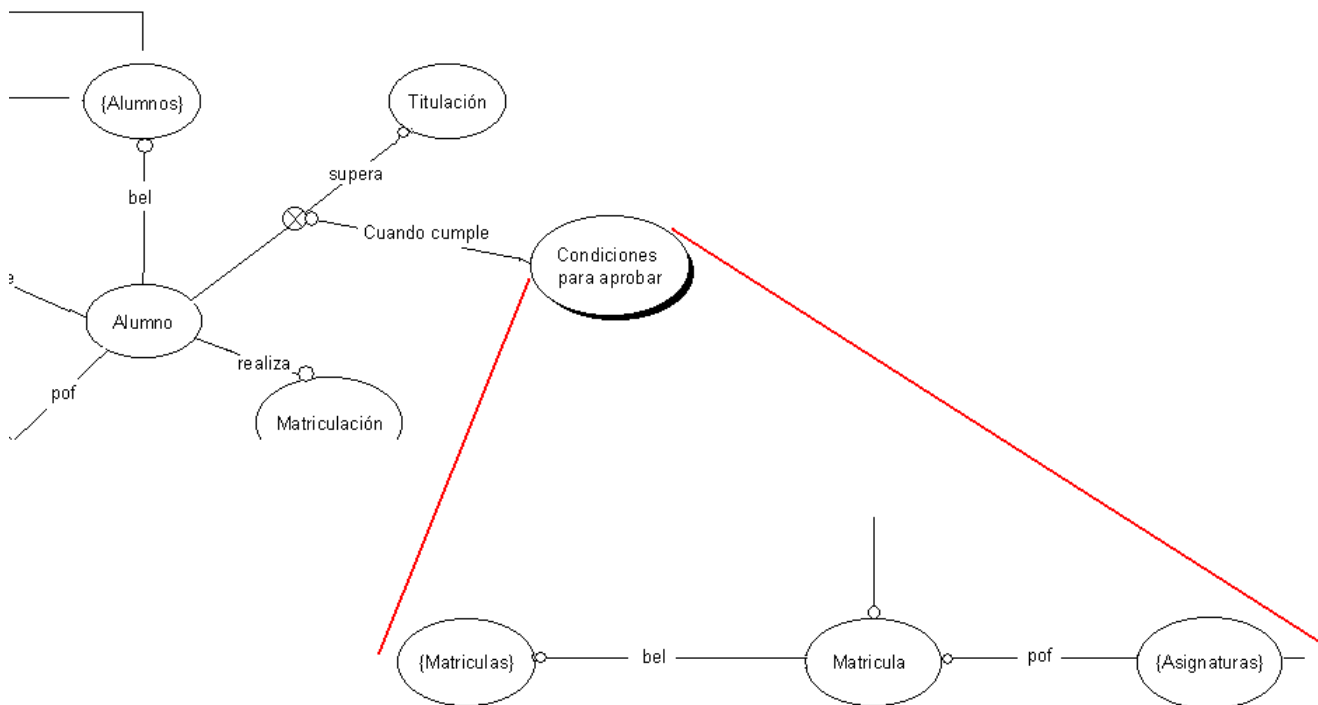 {Alumnos}
Titulación
supera
bel
Cuando cumple
Condiciones
para aprobar
e
Alumno
realiza
pof
Matriculación
{Matriculas}
bel
Matricula
pof
{Asignaturas}